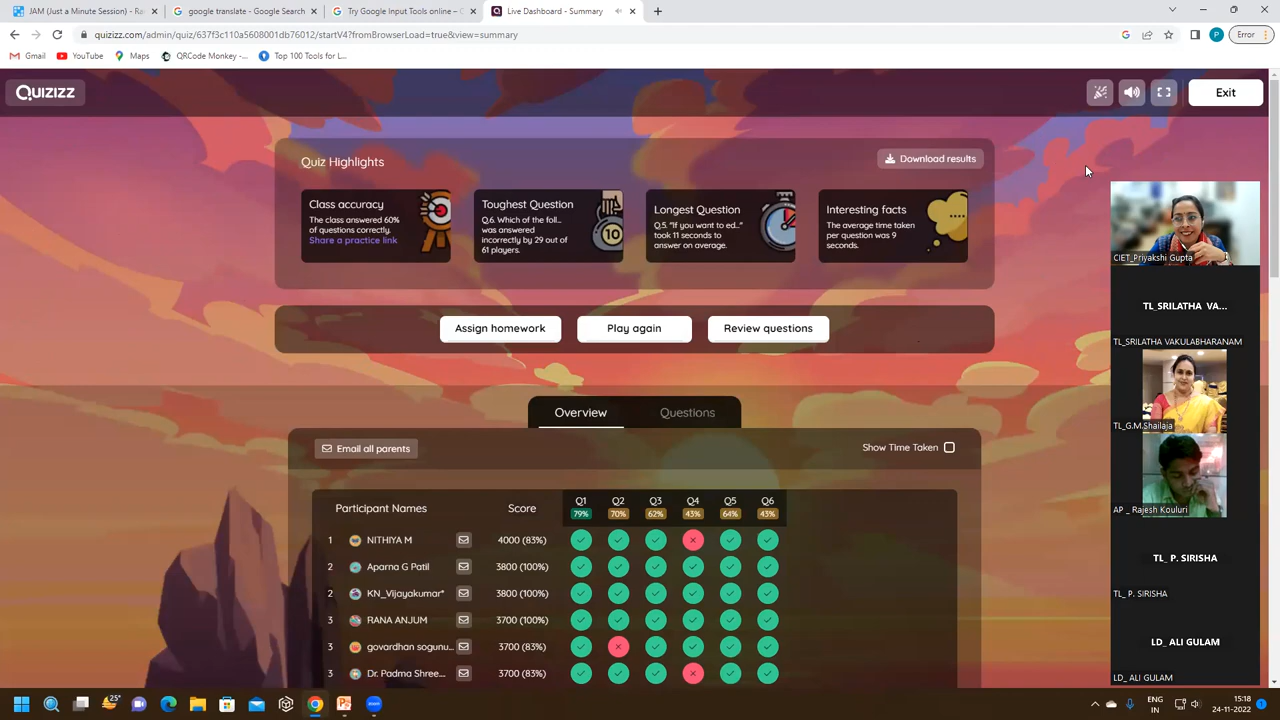 JAM (Just a Minute Session) - Ra
google translate - Google Search
Try Google Input Tools online – G
Live Dashboard - Summary
quizizz.com/admin/quiz/637f3c110a5608001db76012/startV4?fromBrowserLoad=true&view=summary
P
Error
Gmail
YouTube
Maps
QRCode Monkey -...
Top 100 Tools for L...
QUIZIZZ
Exit
Quiz Highlights
Download results
Class accuracy
The class answered 60%
of questions correctly.
Share a practice link
Toughest Question
Q.6. Which of the foll...
was answered
incorrectly by 29 out of
61 players.
10
Longest Question
Q.5. "If you want to ed..."
took 11 seconds to
answer on average.
Interesting facts
The average time taken
per question was 9
seconds.
Assign homework
Play again
Review questions
Overview
Questions
Email all parents
Show Time Taken
Participant Names Score Q1 Q2 Q3 Q4 Q5 Q6
79% 70% 62% 43% 64% 43%
1 NITHIYA M 4000 (83%)
2 Aparna G Patil 3800 (100%)
2 KN_Vijayakumar* 3800 (100%)
3 RANA ANJUM 3700 (100%)
3 govardhan sogunu... 3700 (83%)
3 Dr. Padma Shree... 3700 (83%)
CIET_Priyakshi Gupta
TL_SRILATHA VA...
TL_SRILATHA VAKULABHARANAM
TL_G.M.Shailaja
AP _ Rajesh Kouluri
TL_ P. SIRISHA
TL_ P. SIRISHA
LD_ ALI GULAM
LD_ ALI GULAM
25°
ENG
IN
15:18
24-11-2022